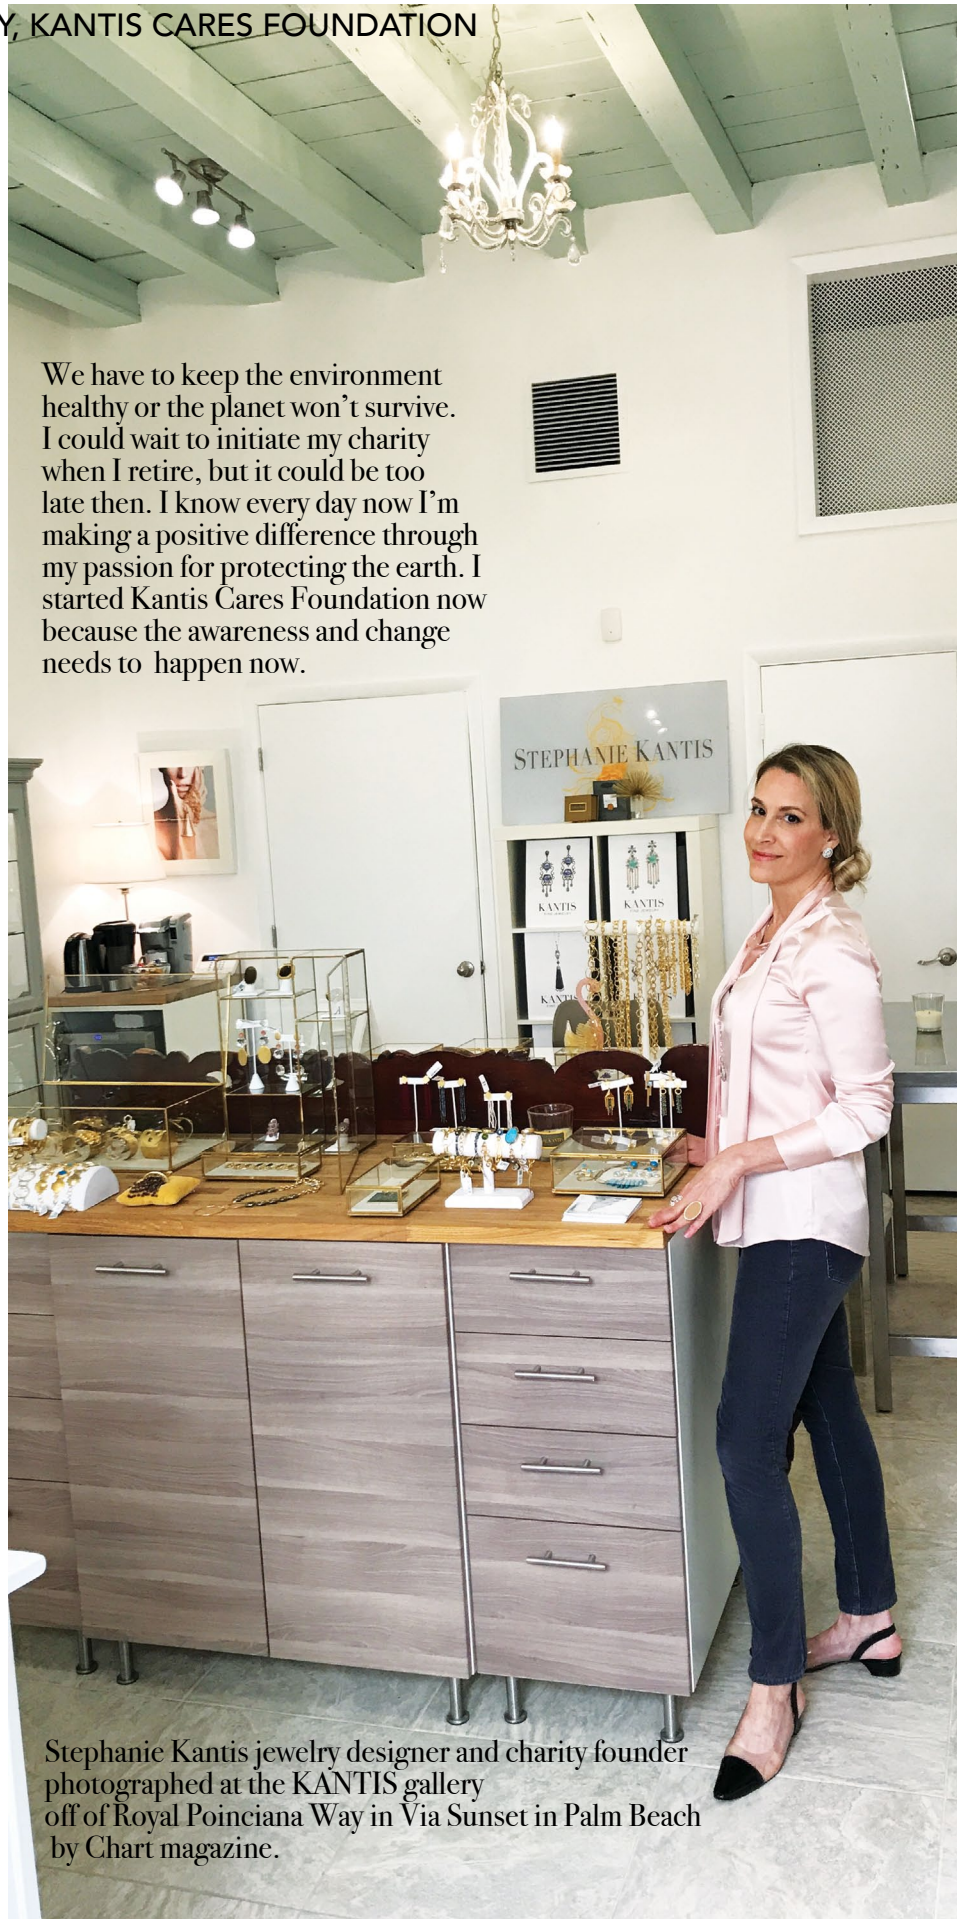 Y, KANTIS CARES FOUNDATION
We have to keep the environment
healthy or the planet won’t survive.
I could wait to initiate my charity
when I retire, but it could be too
late then. I know every day now I’m
making a positive difference through
my passion for protecting the earth. I
started Kantis Cares Foundation now
because the awareness and change
needs to  happen now.
STEPHANIE KANTIS
KANTIS
KANTIS
Stephanie Kantis jewelry designer and charity founder
photographed at the KANTIS gallery
off of Royal Poinciana Way in Via Sunset in Palm Beach
by Chart magazine.